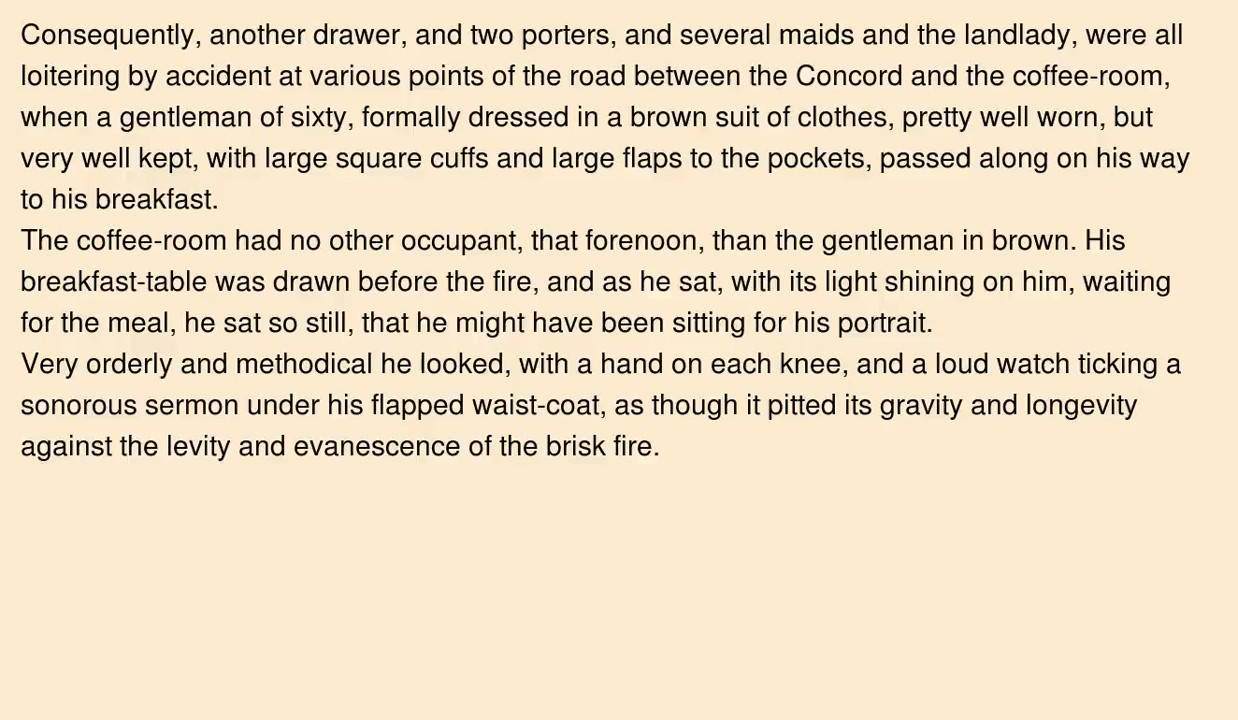 Consequently, another drawer, and two porters, and several maids and the landlady, were all
loitering by accident at various points of the road between the Concord and the coffee-room,
when a gentleman of sixty, formally dressed in a brown suit of clothes, pretty well worn, but
very well kept, with large square cuffs and large flaps to the pockets, passed along on his way
to his breakfast.
The coffee-room had no other occupant, that forenoon, than the gentleman in brown. His
breakfast-table was drawn before the fire, and as he sat, with its light shining on him, waiting
for the meal, he sat so still, that he might have been sitting for his portrait.
Very orderly and methodical he looked, with a hand on each knee, and a loud watch ticking a
sonorous sermon under his flapped waist-coat, as though it pitted its gravity and longevity
against the levity and evanescence of the brisk fire.